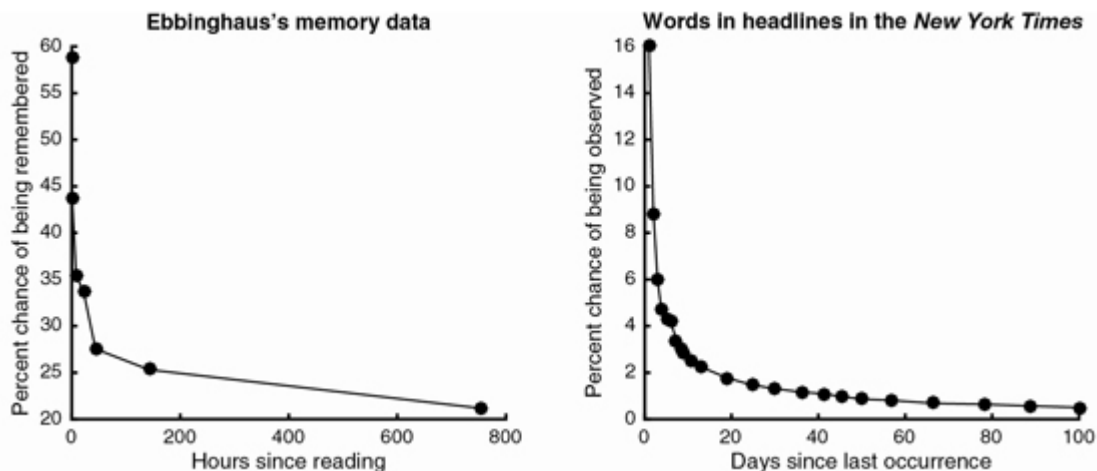 Ebbinghaus's memory data
Percent chance of being remembered
60
55
50
45
40
35
30
25
20
0 200 400 600 800
Hours since reading
Words in headlines in the New York Times
Percent chance of being observed
16
14
12
10
8
6
4
2
0
0 20 40 60 80 100
Days since last occurrence